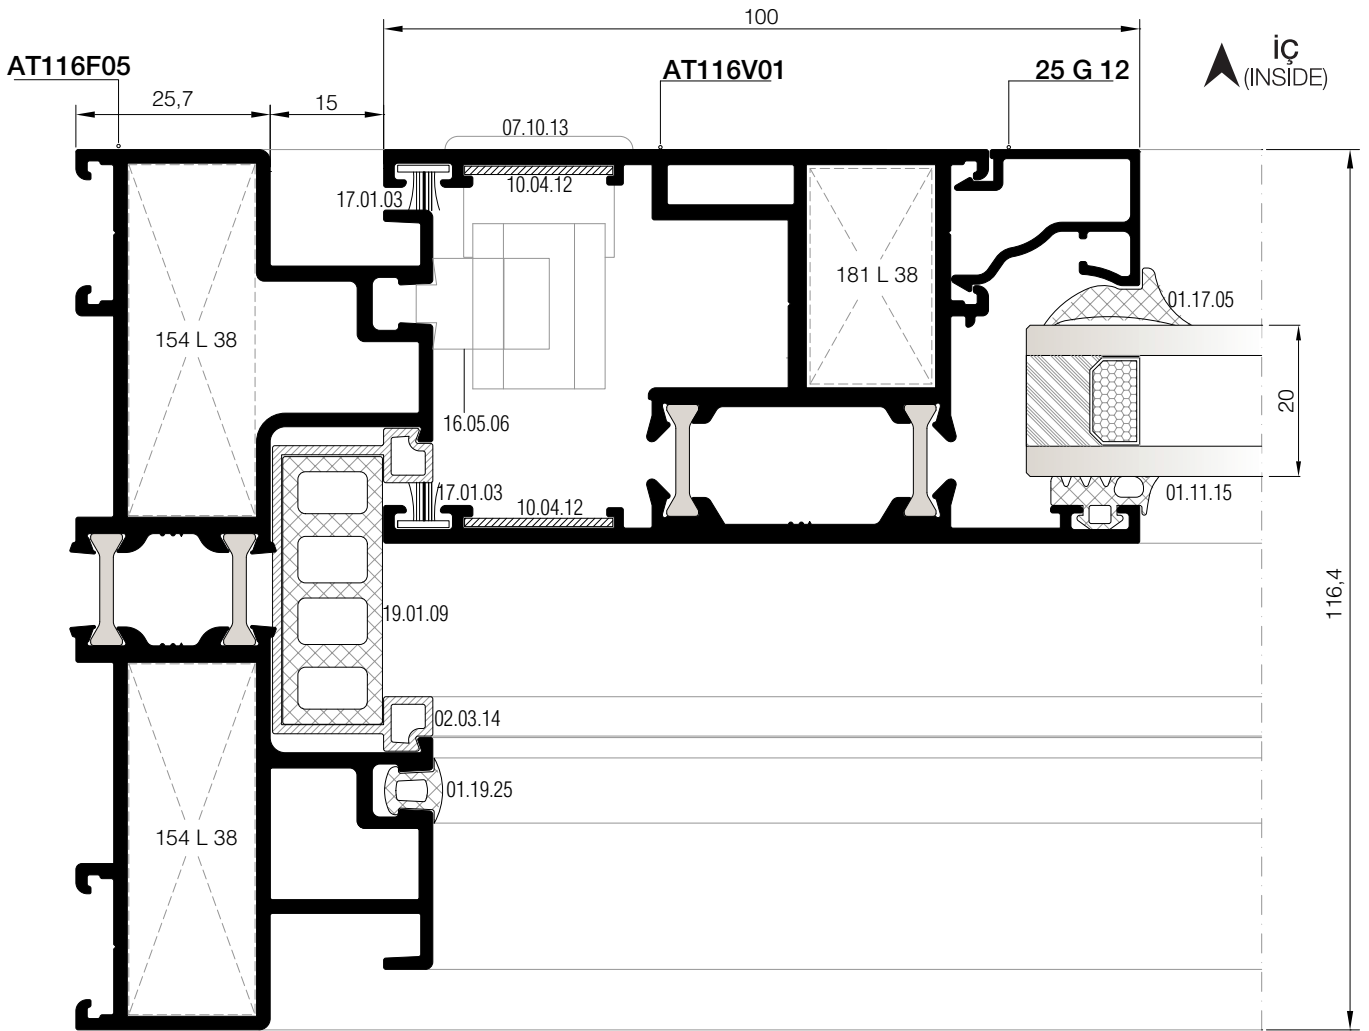 100
AT116F05
AT116V01
25 G 12
İÇ
(INSIDE)
25,7
15
07.10.13
17.01.03
10.04.12
181 L 38
01.17.05
154 L 38
16.05.06
20
17.01.03
10.04.12
01.11.15
19.01.09
116,4
02.03.14
01.19.25
154 L 38